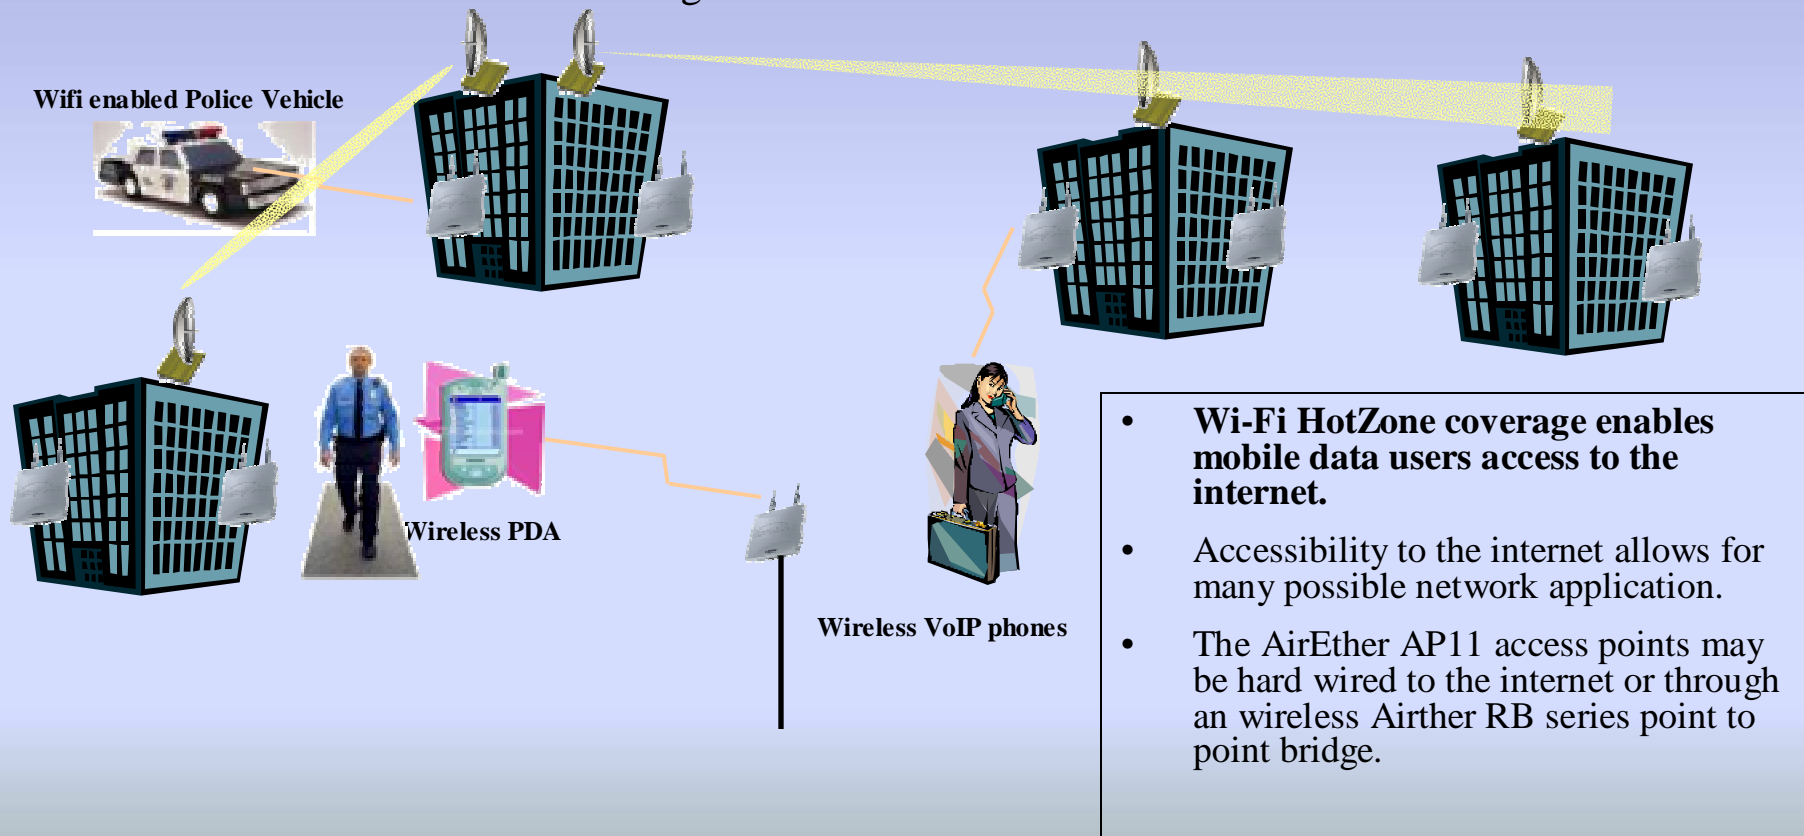 Wifi enabled Police Vehicle
Wireless PDA
Wireless VoIP phones
• Wi-Fi HotZone coverage enables
mobile data users access to the
internet.
• Accessibility to the internet allows for
many possible network application.
• The AirEther AP11 access points may
be hard wired to the internet or through
an wireless Airther RB series point to
point bridge.